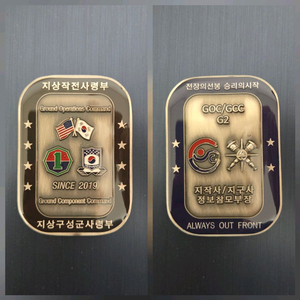 지상작전사령부
Ground Operations Command
SINCE 2019
Ground Component Command
지상구성군사령부
전장의선봉 승리의시작
GOC/GCC
G2
지작사/지구사
정보참모부장
ALWAYS OUT FRONT